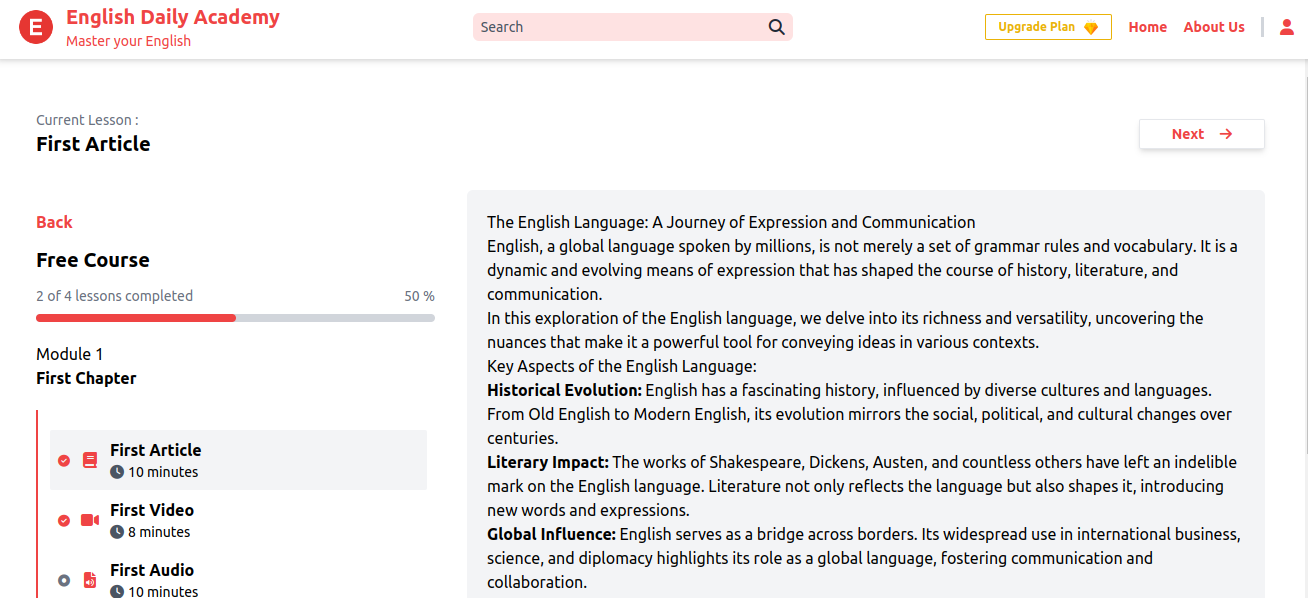 E
English Daily Academy
Master your English
Search
Upgrade Plan
Home
About Us
Current Lesson :
First Article
Next
Back
Free Course
2 of 4 lessons completed
50 %
Module 1
First Chapter
First Article
10 minutes
First Video
8 minutes
First Audio
10 minutes
The English Language: A Journey of Expression and Communication
English, a global language spoken by millions, is not merely a set of grammar rules and vocabulary. It is a
dynamic and evolving means of expression that has shaped the course of history, literature, and
communication.
In this exploration of the English language, we delve into its richness and versatility, uncovering the
nuances that make it a powerful tool for conveying ideas in various contexts.
Key Aspects of the English Language:
Historical Evolution: English has a fascinating history, influenced by diverse cultures and languages.
From Old English to Modern English, its evolution mirrors the social, political, and cultural changes over
centuries.
Literary Impact: The works of Shakespeare, Dickens, Austen, and countless others have left an indelible
mark on the English language. Literature not only reflects the language but also shapes it, introducing
new words and expressions.
Global Influence: English serves as a bridge across borders. Its widespread use in international business,
science, and diplomacy highlights its role as a global language, fostering communication and
collaboration.